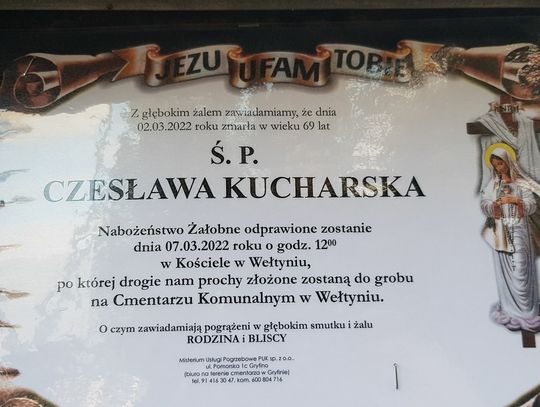 JEZU UFAM TOBIE
Z głębokim żalem zawiadamiamy, że dnia
02.03.2022 roku zmarła w wieku 69 lat
Ś. P.
CZESŁAWA KUCHARSKA
Nabożeństwo Żałobne odprawione zostanie
dnia 07.03.2022 roku o godz. 12⁰⁰
w Kościele w Wełtyniu,
po której drogie nam prochy złożone zostaną do grobu
na Cmentarzu Komunalnym w Wełtyniu.
O czym zawiadamiają pogrążeni w głębokim smutku i żalu
RODZINA i BLISCY
Misterium Usługi Pogrzebowe PUK sp. z o.o.,
ul. Pomorska 1c Gryfino
(biuro na terenie cmentarza w Gryfinie)
tel. 91 416 30 47, kom. 600 804 716